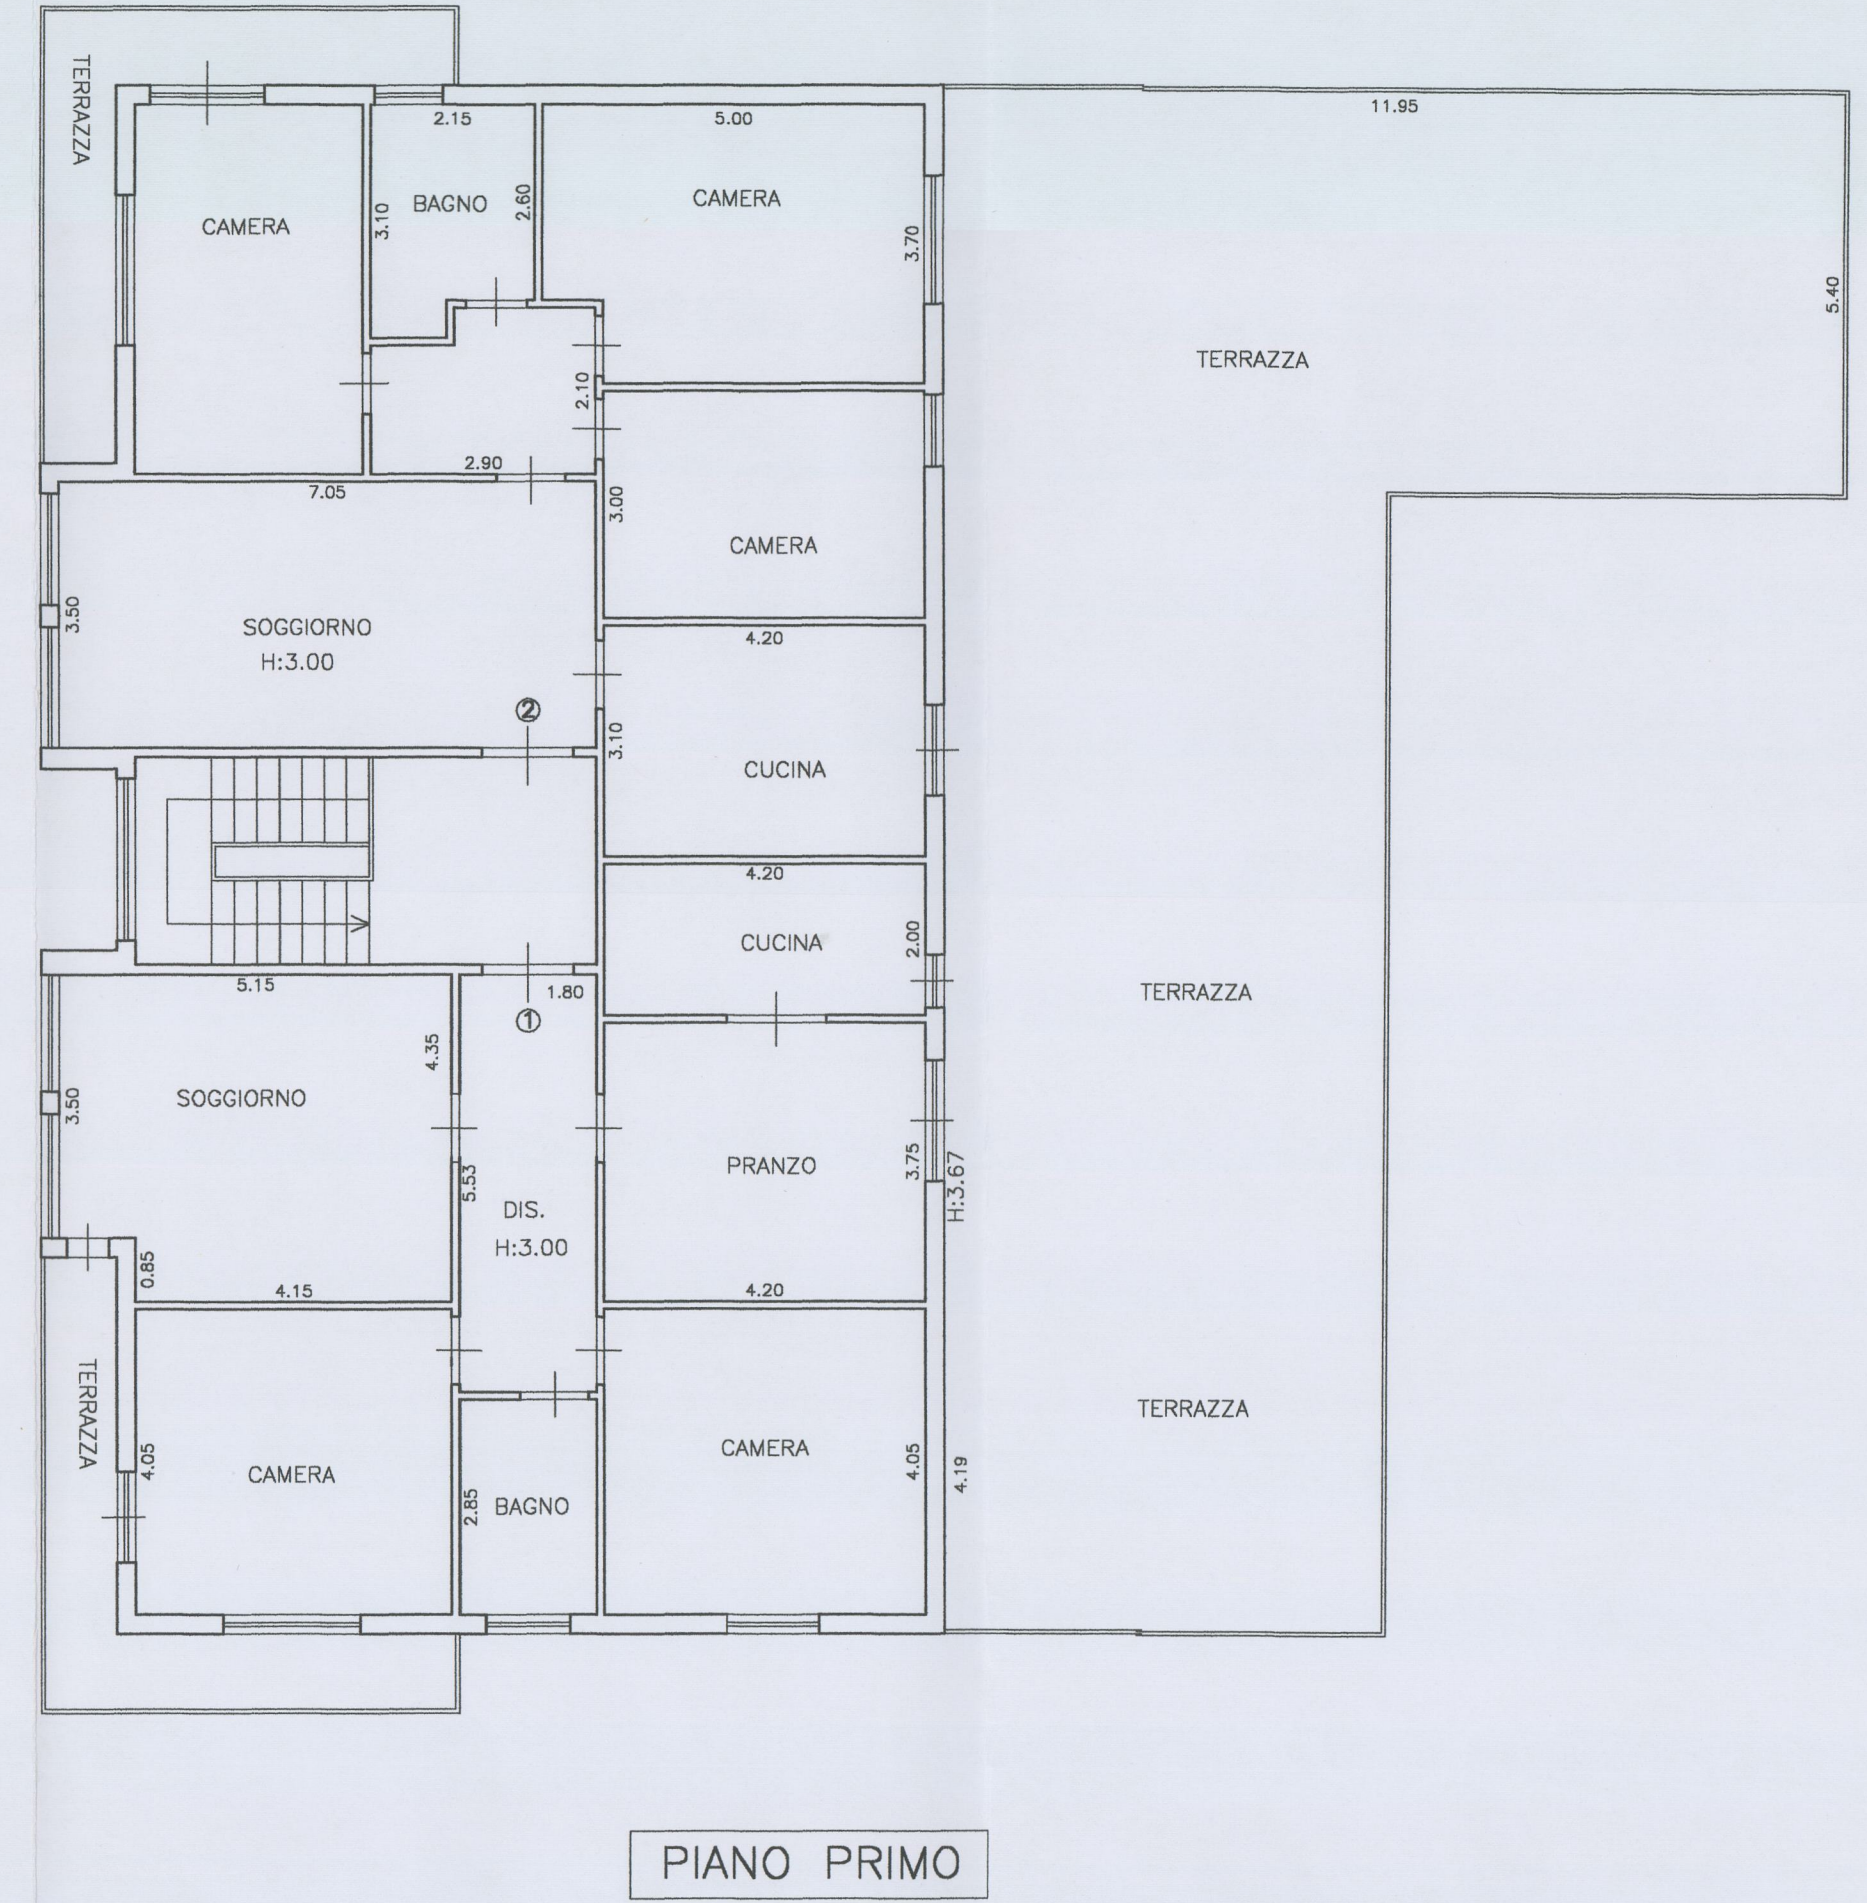 TERRAZZA
2.15
5.00
11.95
CAMERA
3.10
BAGNO
2.60
CAMERA
3.70
5.40
TERRAZZA
2.10
2.90
7.05
3.00
CAMERA
3.50
SOGGIORNO
H:3.00
4.20
2
3.10
CUCINA
4.20
CUCINA
2.00
5.15
1.80
TERRAZZA
1
4.35
SOGGIORNO
3.50
PRANZO
3.75
H:3.67
5.53
DIS.
H:3.00
0.85
4.15
4.20
TERRAZZA
TERRAZZA
4.05
CAMERA
2.85
BAGNO
CAMERA
4.05
4.19
PIANO PRIMO